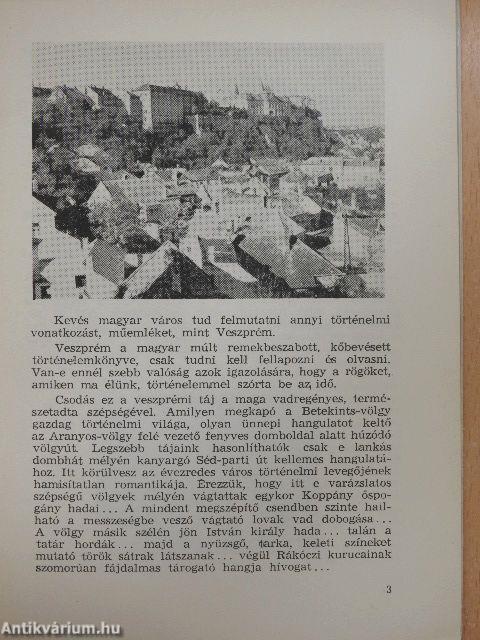 Kevés magyar város tud felmutatni annyi történelmi
vonatkozást, műemléket, mint Veszprém.
Veszprém a magyar múlt remekbeszabott, kőbevésett
történelemkönyve, csak tudni kell fellapozni és olvasni.
Van-e ennél szebb valóság azok igazolására, hogy a rögöket,
amiken ma élünk, történelemmel szórta be az idő.
Csodás ez a veszprémi táj a maga vadregényes, termé-
szetadta szépségével. Amilyen megkapó a Betekints-völgy
gazdag történelmi világa, olyan ünnepi hangulatot keltő
az Aranyos-völgy felé vezető fenyves domboldal alatt húzódó
völgyút. Legszebb tájaink hasonlíthatók csak e lankás
dombhát mélyén kanyargó Séd-parti út kellemes hangulatá-
hoz. Itt körülvesz az évezredes város történelmi levegőjének
hamisítatlan romantikája. Érezzük, hogy itt e varázslatos
szépségű völgyek mélyén vágtattak egykor Koppány őspo-
gány hadai... A mindent megszépítő csendben szinte hall-
ható a messzeségbe vesző vágtató lovak vad dobogása...
A völgy másik szélén jön István király hada... talán a
tatár hordák... majd a nyüzsgő, tarka, keleti színeket
mutató török sátrak látszanak... végül Rákóczi kurucainak
szomorúan fájdalmas tárogató hangja hívogat...
3
Antikvárium.hu